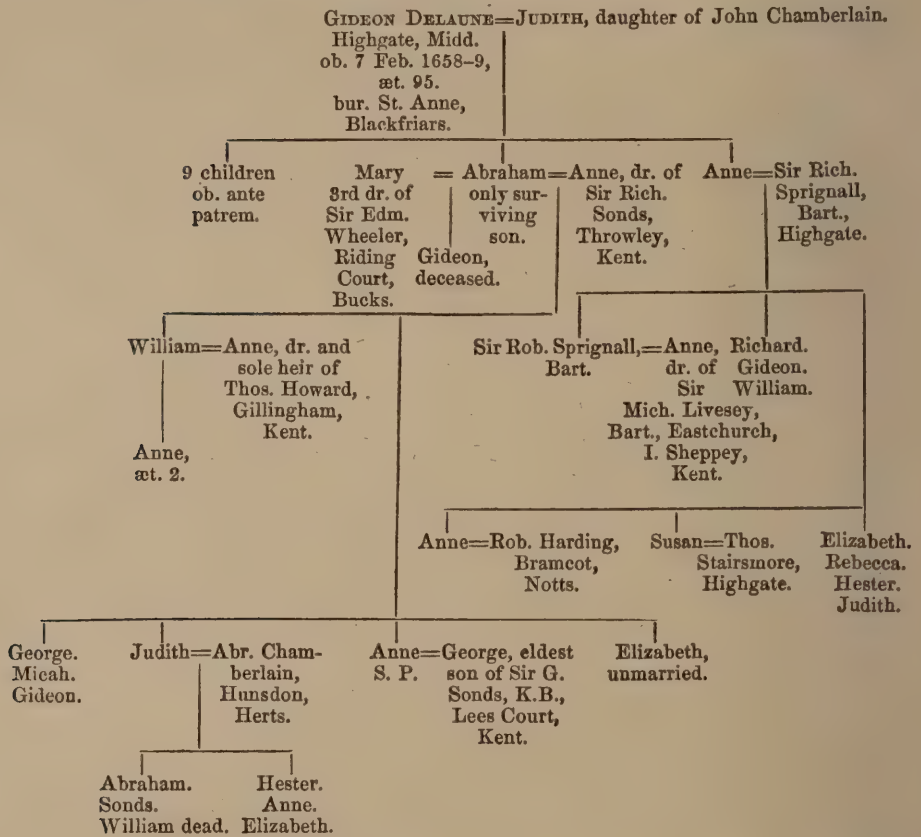 GIDEON DELAUNE=JUDITH, daughter of John Chamberlain.
Highgate, Midd.
ob. 7 Feb. 1658-9,
æt. 95.
bur. St. Anne,
Blackfriars.
9 children
ob. ante
patrem.
Mary
3rd dr. of
Sir Edm.
Wheeler,
Riding
Court,
Bucks.
= Abraham=
only sur-
viving
son.
Gideon,
deceased.
Anne, dr. of
Sir Rich.
Sonds,
Throwley,
Kent.
Anne=Sir Rich.
Sprignall,
Bart.,
Highgate.
William=Anne, dr. and
sole heir of
Thos. Howard,
Gillingham,
Kent.
Anne,
æt. 2.
Sir Rob. Sprignall,=Anne,
Bart.
dr. of
Sir
Mich. Livesey,
Bart., Eastchurch,
I. Sheppey,
Kent.
Richard.
Gideon.
William.
Anne=Rob. Harding,
Bramcot,
Notts.
Susan=Thos.
Stairsmore,
Highgate.
Elizabeth.
Rebecca.
Hester.
Judith.
George.
Micah.
Gideon.
Judith=Abr. Cham-
berlain,
Hunsdon,
Herts.
Anne=George, eldest
S. P. son of Sir G.
Sonds, K.B.,
Lees Court,
Kent.
Elizabeth,
unmarried.
Abraham.
Sonds.
William dead.
Hester.
Anne.
Elizabeth.